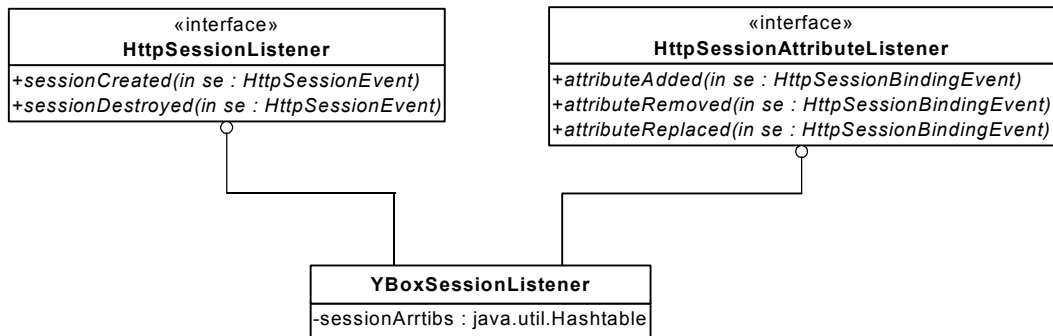 «interface»
HttpSessionListener
+sessionCreated(in se : HttpSessionEvent)
+sessionDestroyed(in se : HttpSessionEvent)
«interface»
HttpSessionAttributeListener
+attributeAdded(in se : HttpSessionBindingEvent)
+attributeRemoved(in se : HttpSessionBindingEvent)
+attributeReplaced(in se : HttpSessionBindingEvent)
YBoxSessionListener
-sessionArrtibs : java.util.Hashtable